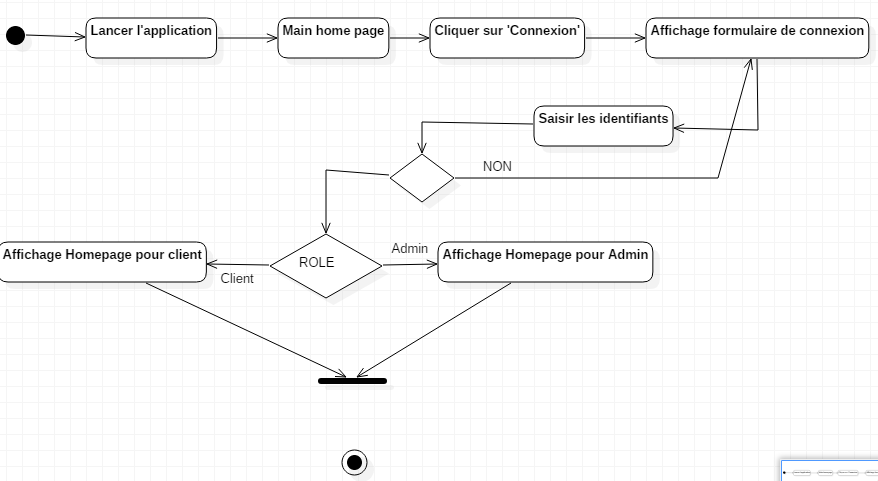 Lancer l'application
Main home page
Cliquer sur 'Connexion'
Affichage formulaire de connexion
Saisir les identifiants
NON
Affichage Homepage pour client
Client
ROLE
Admin
Affichage Homepage pour Admin